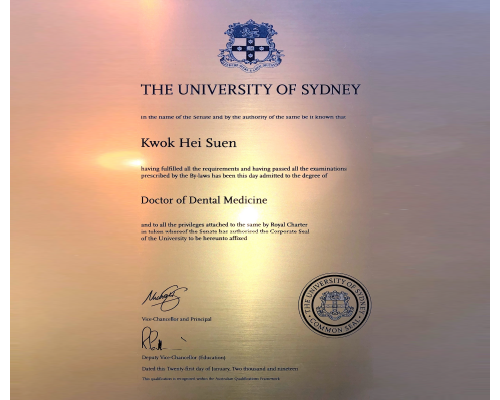 THE UNIVERSITY OF SYDNEY
in the name of the Senate and by the authority of the same be it known that
Kwok Hei Suen
having fulfilled all the requirements and having passed all the examinations
prescribed by the By-laws has been this day admitted to the degree of
Doctor of Dental Medicine
and to all the privileges attached to the same by Royal Charter
in token whereof the Senate has authorised the Corporate Seal
of the University to be hereunto affixed
THE UNIVERSITY OF SYDNEY
COMMON SEAL
Vice-Chancellor and Principal
Deputy Vice-Chancellor (Education)
Dated this Twenty first day of January, Two thousand and nineteen
This qualification is recognised within the Australian Qualifications Framework